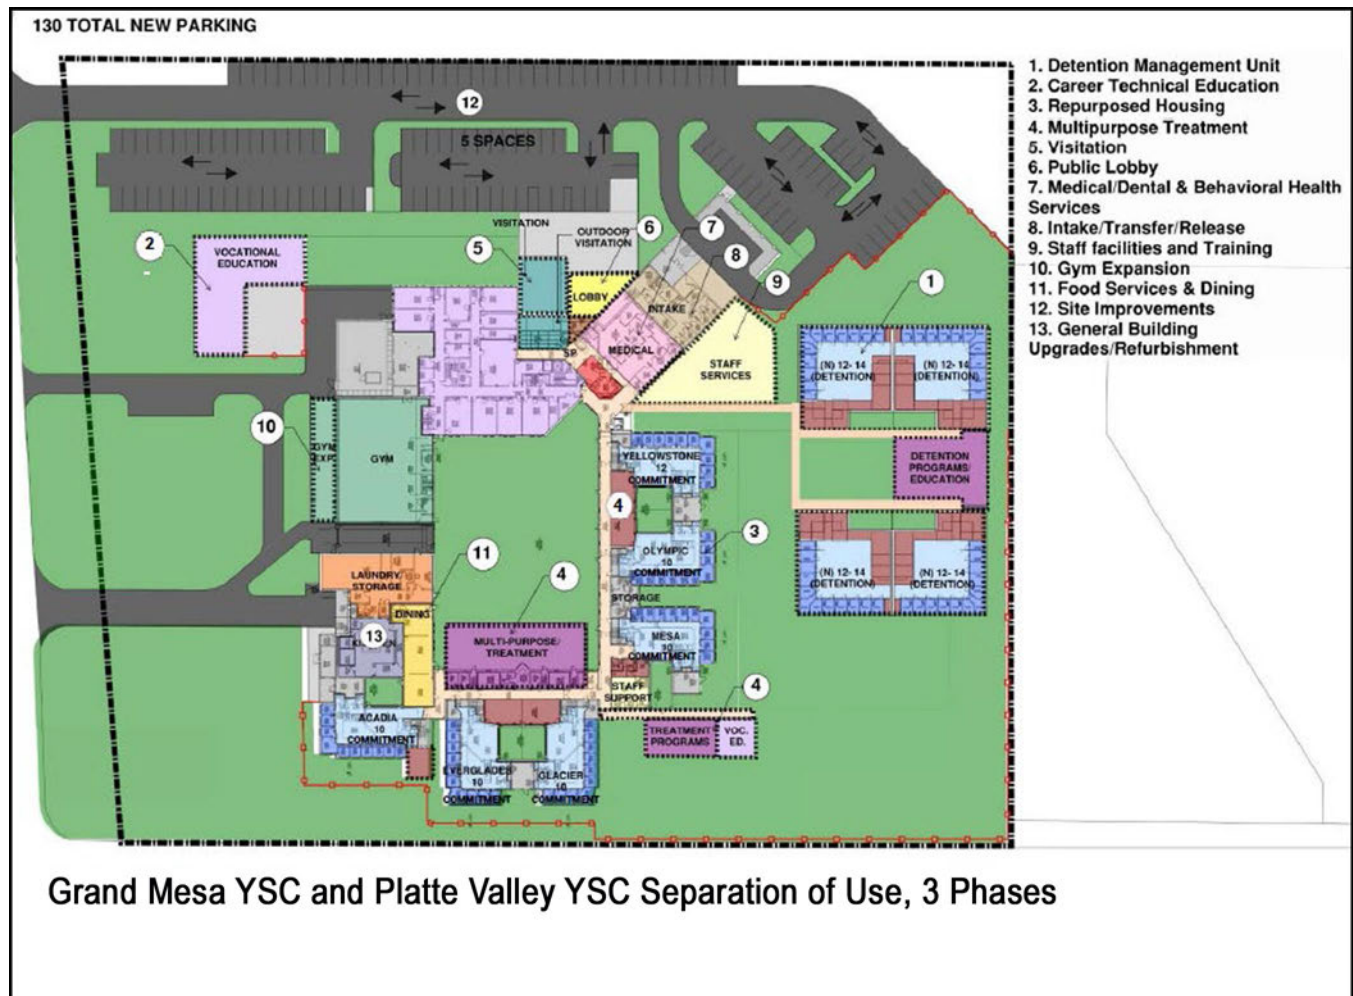 130 TOTAL NEW PARKING
1. Detention Management Unit
2. Career Technical Education
3. Repurposed Housing
4. Multipurpose Treatment
5. Visitation
6. Public Lobby
7. Medical/Dental & Behavioral Health
Services
8. Intake/Transfer/Release
9. Staff facilities and Training
10. Gym Expansion
11. Food Services & Dining
12. Site Improvements
13. General Building
Upgrades/Refurbishment
12
5 SPACES
VISITATION
OUTDOOR
VISITATION
6
7
8
9
1
2
VOCATIONAL
EDUCATION
5
LOBBY
INTAKE
MEDICAL
STAFF
SERVICES
(N) 12- 14
(DETENTION)
(N) 12- 14
(DETENTION)
10
GYM
EXP.
GYM
YELLOWSTONE
12
COMMITMENT
DETENTION
PROGRAMS/
EDUCATION
4
3
OLYMPIC
10
COMMITMENT
(N) 12- 14
(DETENTION)
(N) 12- 14
(DETENTION)
11
4
LAUNDRY/
STORAGE
STORAGE
DINING
13
MULTI-PURPOSE/
TREATMENT
MESA
10
COMMITMENT
STAFF
SUPPORT
4
ACADIA
10
COMMITMENT
TREATMENT
PROGRAMS
VOC.
ED.
EVERGLADES
10
COMMITMENT
GLACIER
10
COMMITMENT
Grand Mesa YSC and Platte Valley YSC Separation of Use, 3 Phases